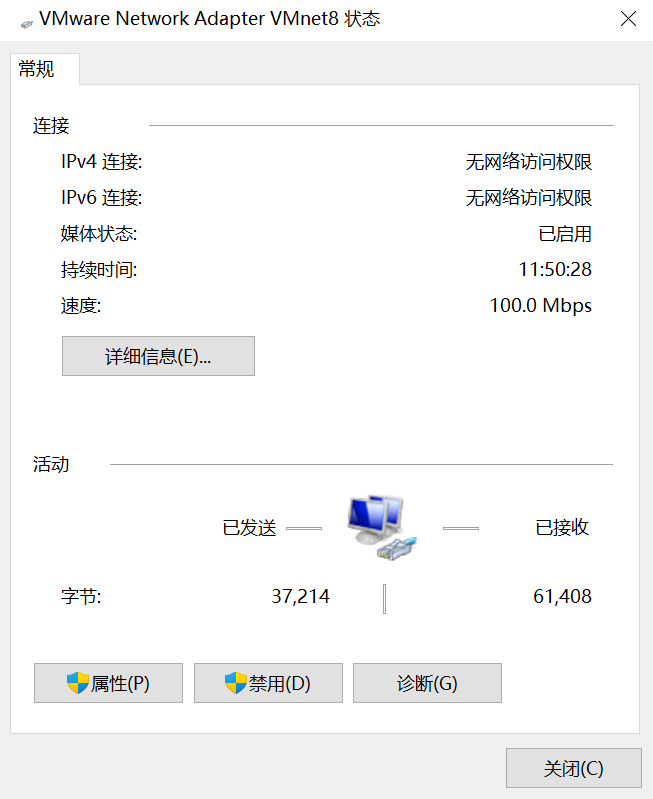 VMware Network Adapter VMnet8 状态
常规
连接
IPv4 连接: 无网络访问权限
IPv6 连接: 无网络访问权限
媒体状态: 已启用
持续时间: 11:50:28
速度: 100.0 Mbps
详细信息(E)...
活动
已发送 已接收
字节: 37,214 61,408
属性(P) 禁用(D) 诊断(G)
关闭(C)